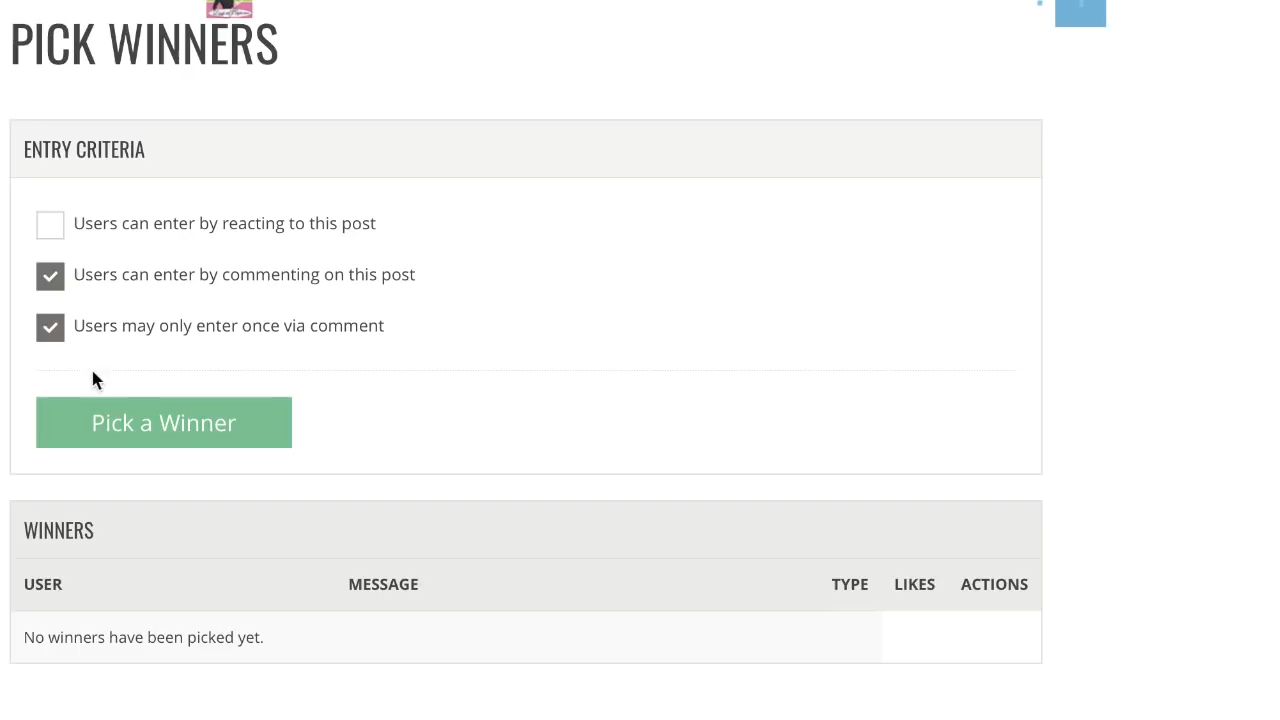 PICK WINNERS
ENTRY CRITERIA
Users can enter by reacting to this post
Users can enter by commenting on this post
Users may only enter once via comment
Pick a Winner
WINNERS
USER MESSAGE TYPE LIKES ACTIONS
No winners have been picked yet.